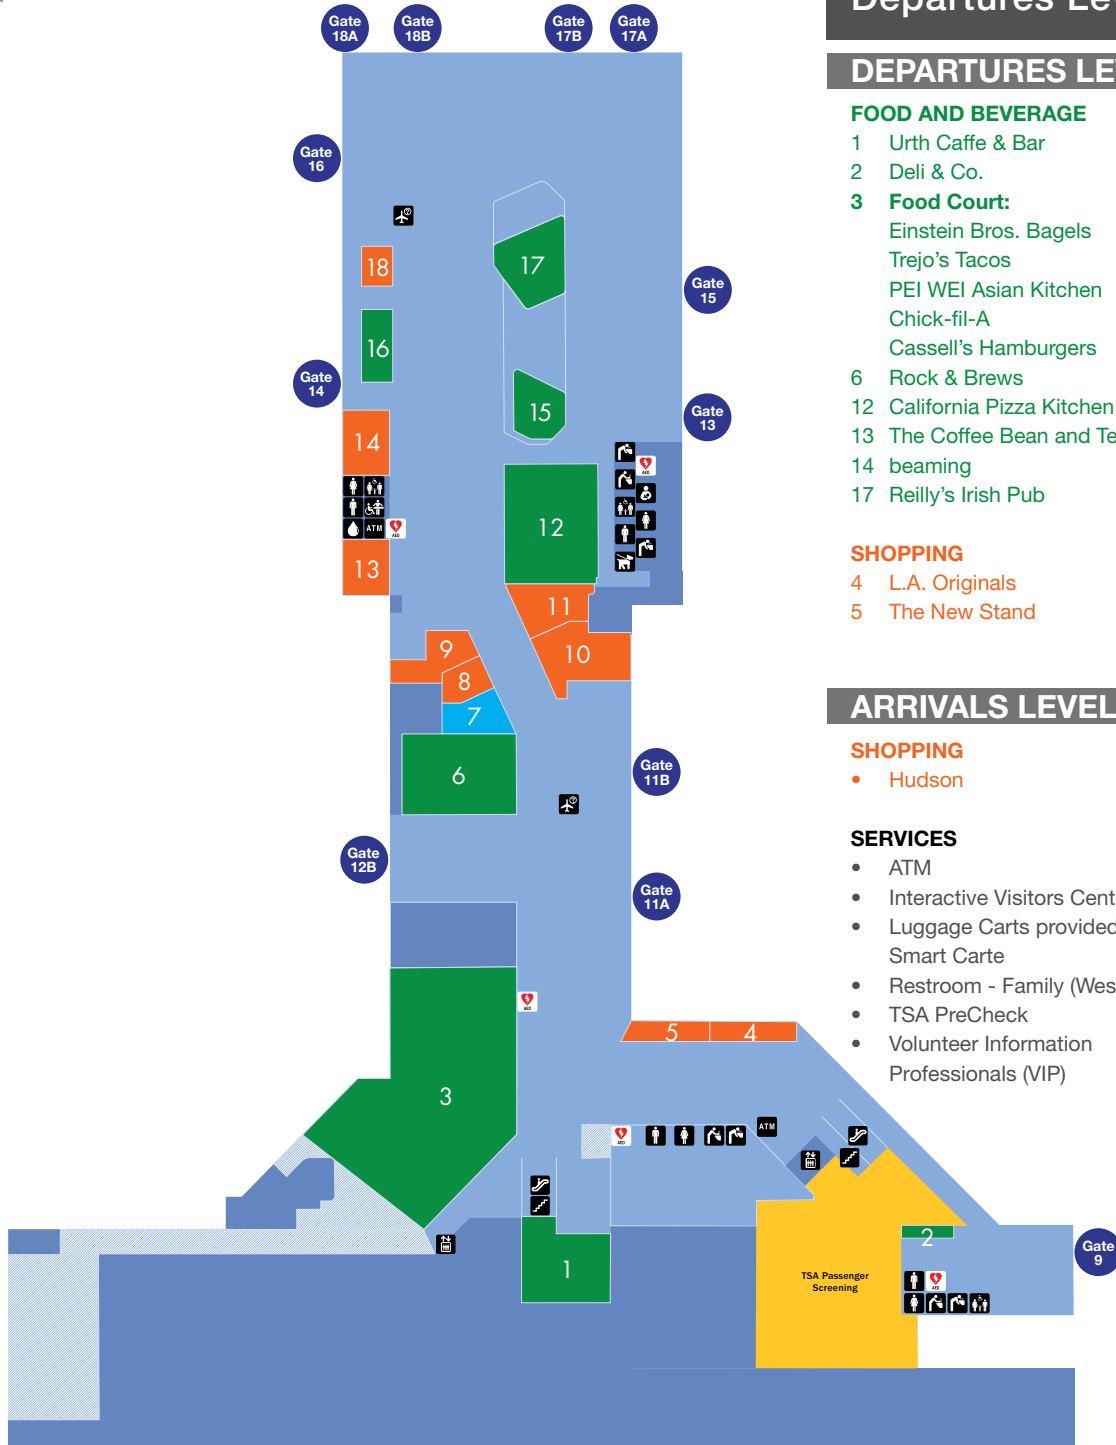 Departures Le
DEPARTURES LE
FOOD AND BEVERAGE
1 Urth Caffe & Bar
2 Deli & Co.
3 Food Court:
Einstein Bros. Bagels
Trejo's Tacos
PEI WEI Asian Kitchen
Chick-fil-A
Cassell's Hamburgers
6 Rock & Brews
12 California Pizza Kitchen
13 The Coffee Bean and Te
14 beaming
17 Reilly's Irish Pub
SHOPPING
4 L.A. Originals
5 The New Stand
ARRIVALS LEVEL
SHOPPING
• Hudson
SERVICES
• ATM
• Interactive Visitors Cent
• Luggage Carts provided
Smart Carte
• Restroom - Family (Wes
• TSA PreCheck
• Volunteer Information
Professionals (VIP)
Gate
18A
Gate
18B
Gate
17B
Gate
17A
Gate
16
18
17
Gate
15
16
Gate
14
15
Gate
13
14
AED
ATM
AED
12
13
11
9
10
8
7
6
Gate
11B
Gate
12B
Gate
11A
AED
5
4
3
AED
ATM
2
Gate
9
1
TSA Passenger
Screening
AED